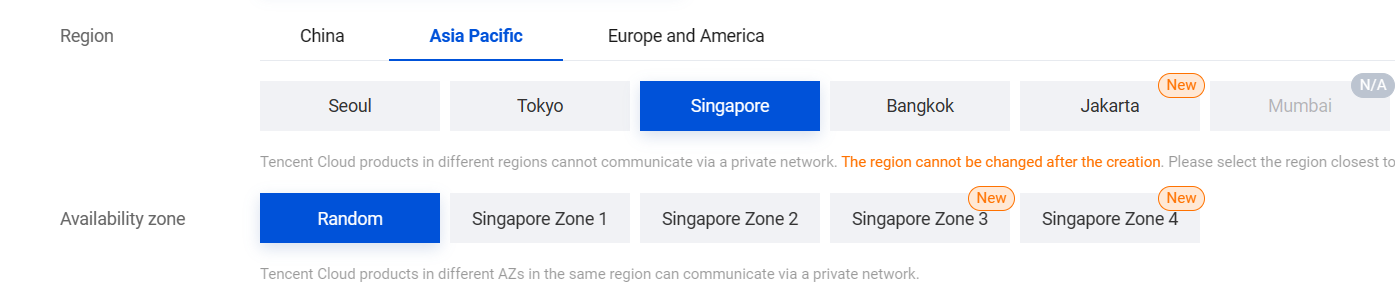 Region China Asia Pacific Europe and America
New N/A
Seoul Tokyo Singapore Bangkok Jakarta Mumbai
Tencent Cloud products in different regions cannot communicate via a private network. The region cannot be changed after the creation. Please select the region closest to
New New
Availability zone Random Singapore Zone 1 Singapore Zone 2 Singapore Zone 3 Singapore Zone 4
Tencent Cloud products in different AZs in the same region can communicate via a private network.